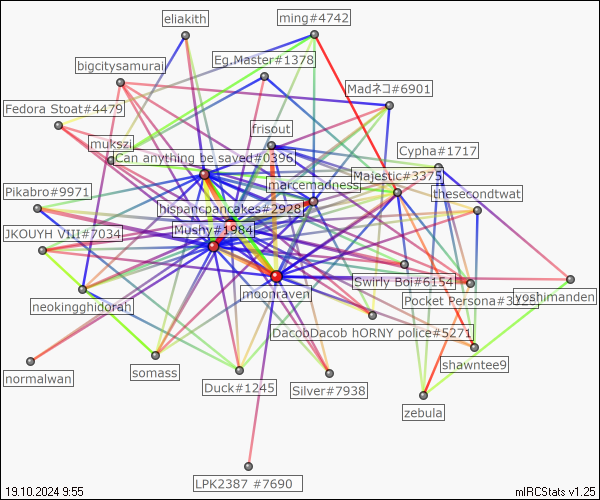 eliakith
ming#4742
bigcitysamurai
Eg.Master#1378
Madネコ#6901
Fedora Stoat#4479
frisout
mukszi
Cypha#1717
Can anything be saved#0396
Majestic#3375
marcemadness
Pikabro#9971
thesecondtwat
hispancpancakes#2928
JKOUYH VIII#7034
Mushy#1984
Swirly Boi#6154
moonraven
yoshimanden
neokingghidorah
Pocket Persona#3
DacobDacob hORNY police#5271
shawntee9
normalwan
somass
Duck#1245
Silver#7938
zebula
LPK2387 #7690
19.10.2024 9:55
mIRCStats v1.25